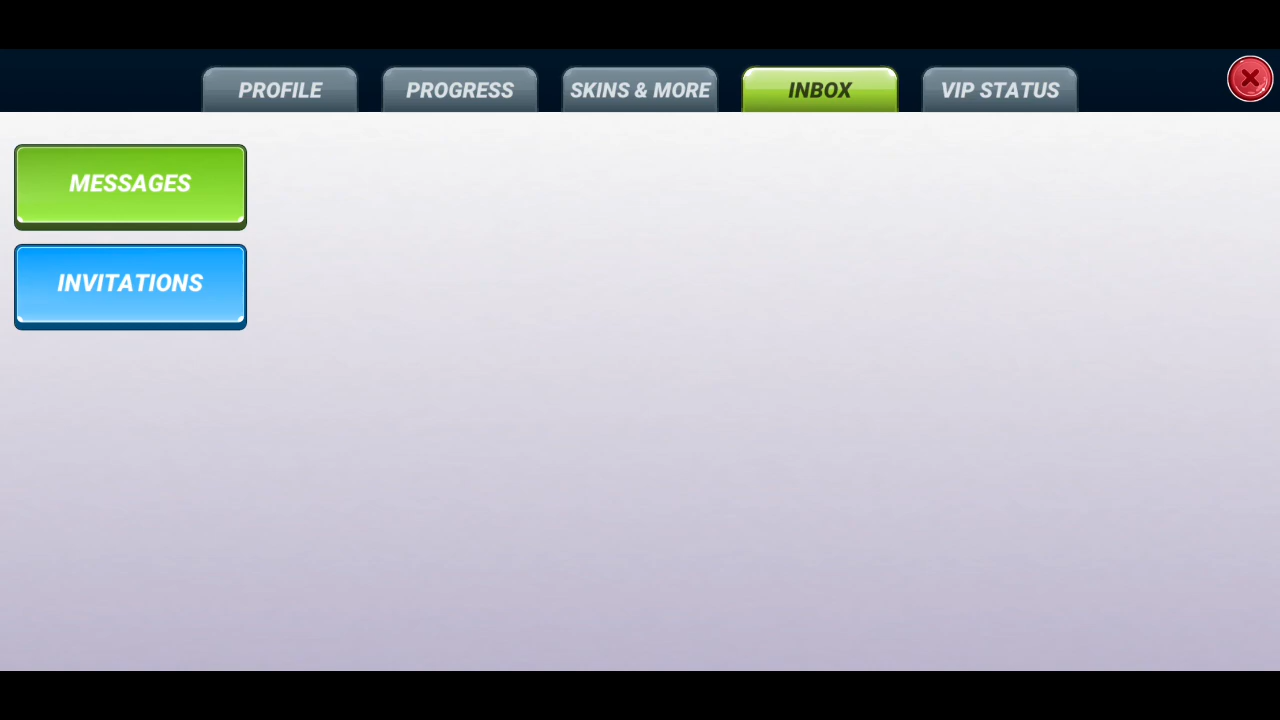 PROFILE
PROGRESS
SKINS & MORE
INBOX
VIP STATUS
MESSAGES
INVITATIONS